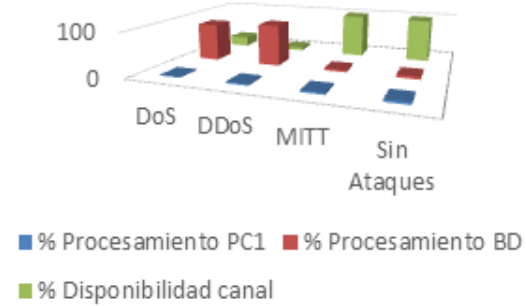 100
0
DoS
DDoS
MITT
Sin
Ataques
% Procesamiento PC1 % Procesamiento BD
% Disponibilidad canal